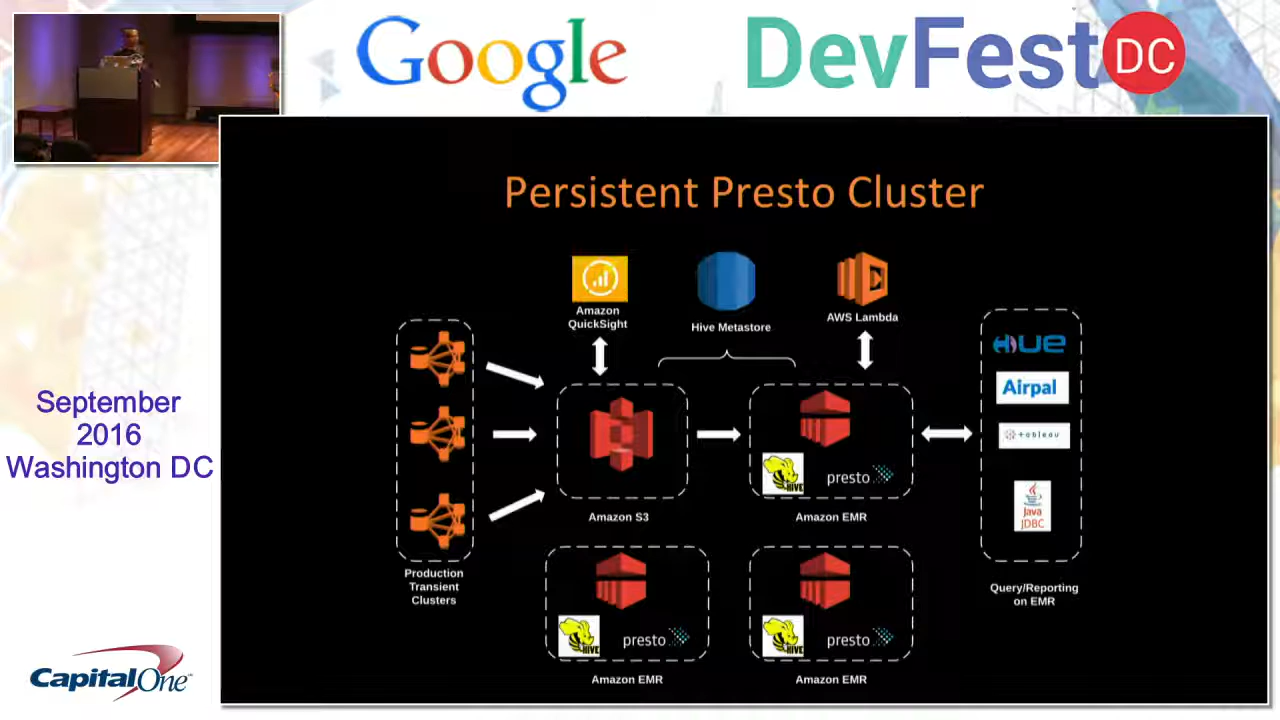 Google
DevFest DC
Persistent Presto Cluster
Amazon
QuickSight
Hive Metastore
AWS Lambda
HUE
Airpal
tableau
Java
JDBC
HIVE
presto
Amazon S3
Amazon EMR
Production
Transient
Clusters
Query/Reporting
on EMR
HIVE
presto
HIVE
presto
Amazon EMR
Amazon EMR
September
2016
Washington DC
CapitalOne